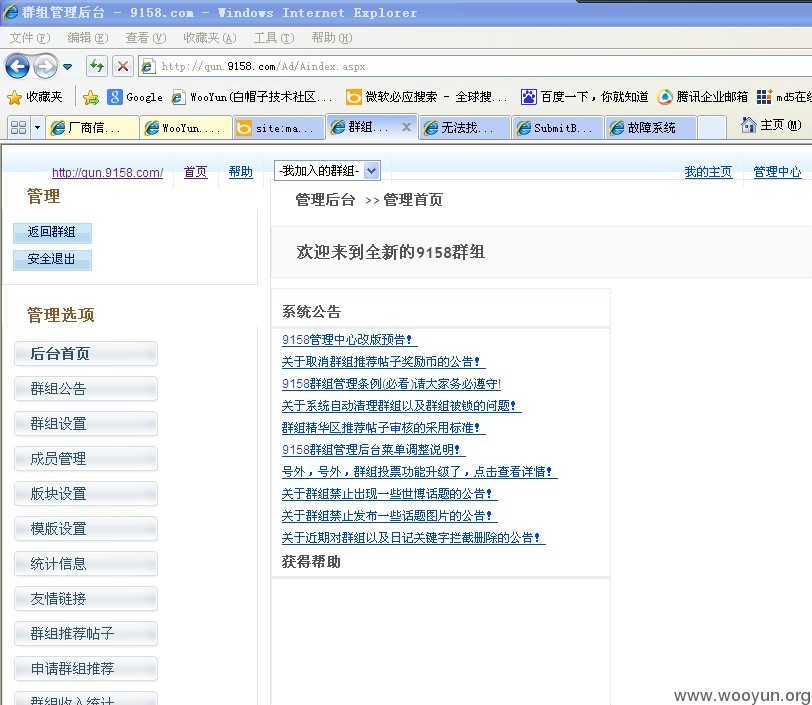 群组管理后台 - 9158.com - Windows Internet Explorer
文件(F) 编辑(E) 查看(V) 收藏夹(A) 工具(T) 帮助(H)
http://qun.9158.com/Ad/Aindex.aspx
收藏夹 Google WooYun(白帽子技术社区... 微软必应搜索 - 全球搜... 百度一下，你就知道 腾讯企业邮箱 md5在线
厂商信... WooYun.... site:ma... 群组... 无法找... SubmitB... 故障系统 主页(M)
http://qun.9158.com/ 首页 帮助 -我加入的群组- 我的主页 管理中心
管理
返回群组
安全退出
管理选项
后台首页
群组公告
群组设置
成员管理
版块设置
模版设置
统计信息
友情链接
群组推荐帖子
申请群组推荐
群组收入统计
管理后台 >> 管理首页
欢迎来到全新的9158群组
系统公告
9158管理中心改版预告！
关于取消群组推荐帖子奖励币的公告！
9158群组管理条例(必看)请大家务必遵守!
关于系统自动清理群组以及群组被锁的问题！
群组精华区推荐帖子审核的采用标准！
9158群组管理后台菜单调整说明！
号外，号外，群组投票功能升级了，点击查看详情！
关于群组禁止出现一些世博话题的公告！
关于群组禁止发布一些话题图片的公告！
关于近期对群组以及日记关键字拦截删除的公告！
获得帮助
www.wooyun.org